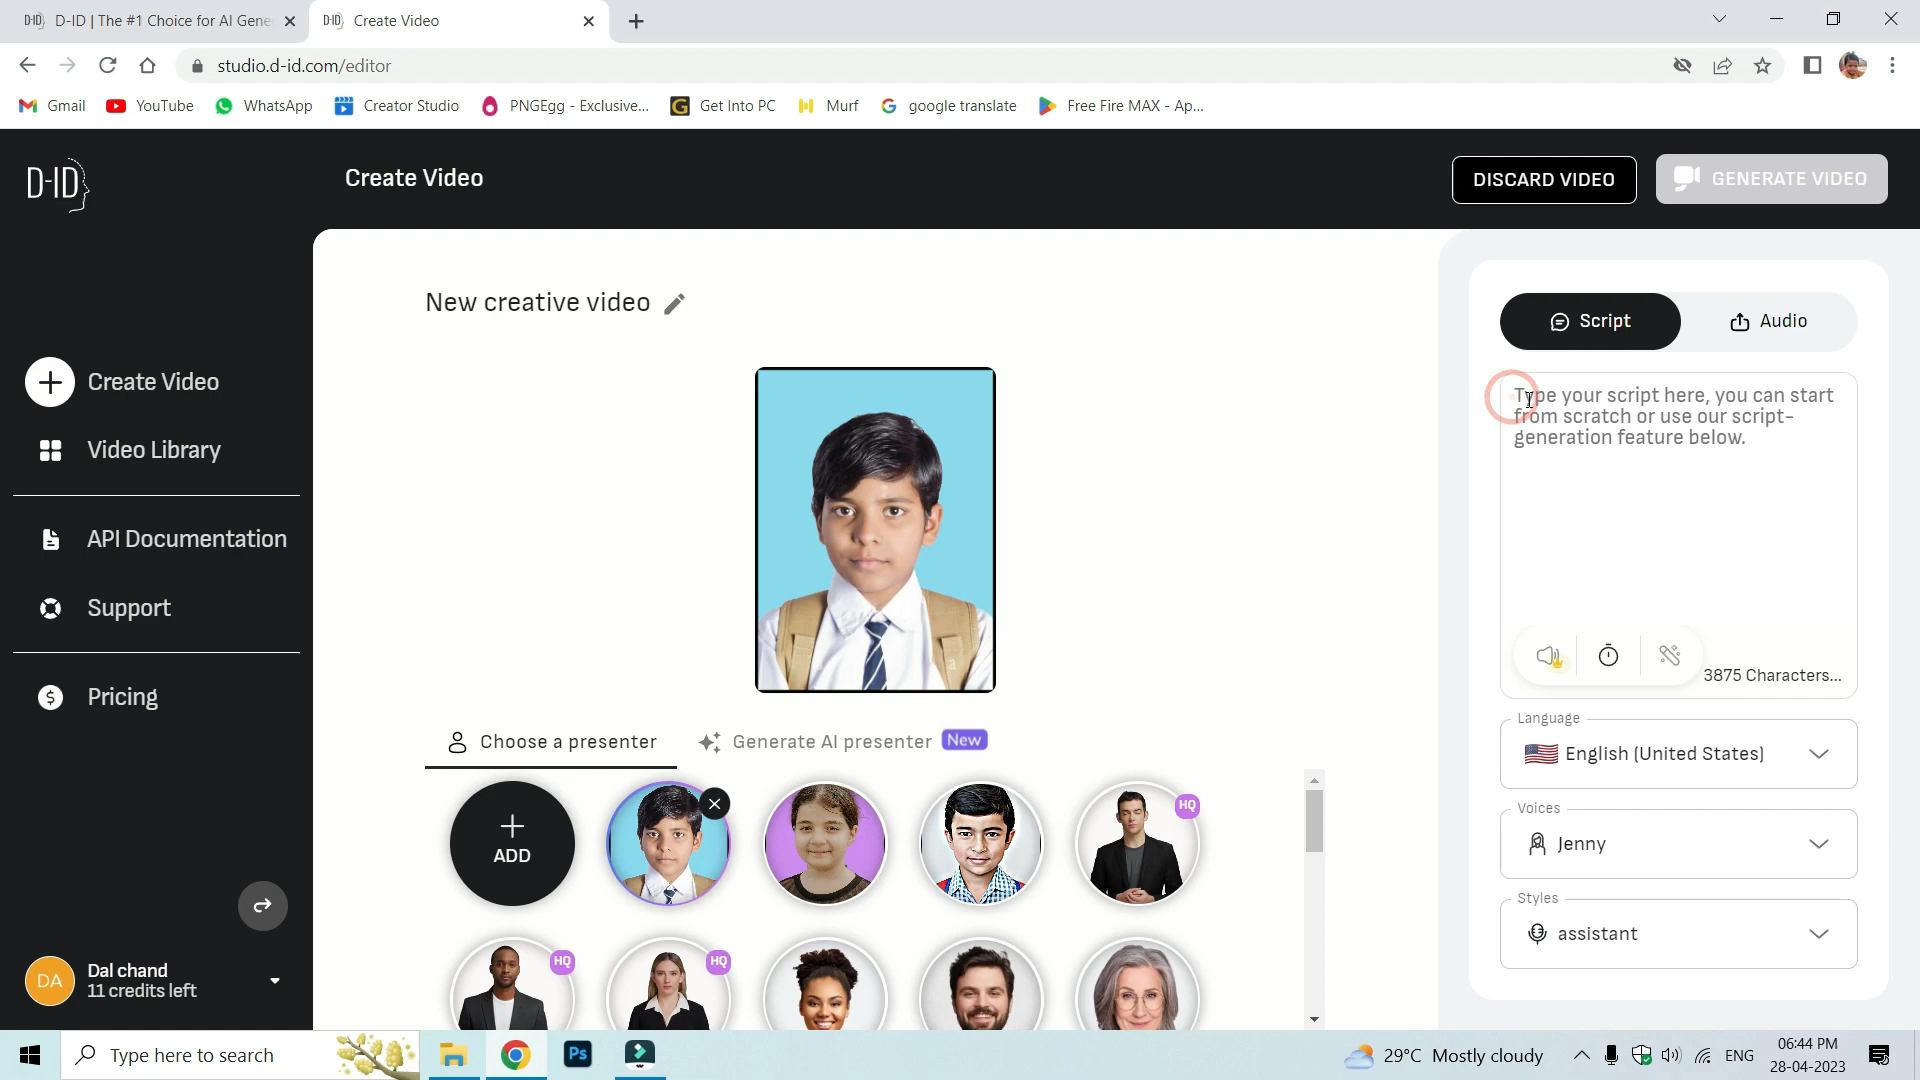 D-ID | The #1 Choice for AI Gene
Create Video
studio.d-id.com/editor
Gmail
YouTube
WhatsApp
Creator Studio
PNGEgg - Exclusive...
Get Into PC
Murf
google translate
Free Fire MAX - Ap...
D-ID
Create Video
DISCARD VIDEO
GENERATE VIDEO
New creative video
Script
Audio
Type your script here, you can start
from scratch or use our script-
generation feature below.
3875 Characters...
Create Video
Video Library
API Documentation
Support
Pricing
DA
Dal chand
11 credits left
Choose a presenter
Generate AI presenter
New
ADD
HQ
HQ
HQ
Language
English (United States)
Voices
Jenny
Styles
assistant
Type here to search
Ps
29°C Mostly cloudy
ENG
06:44 PM
28-04-2023